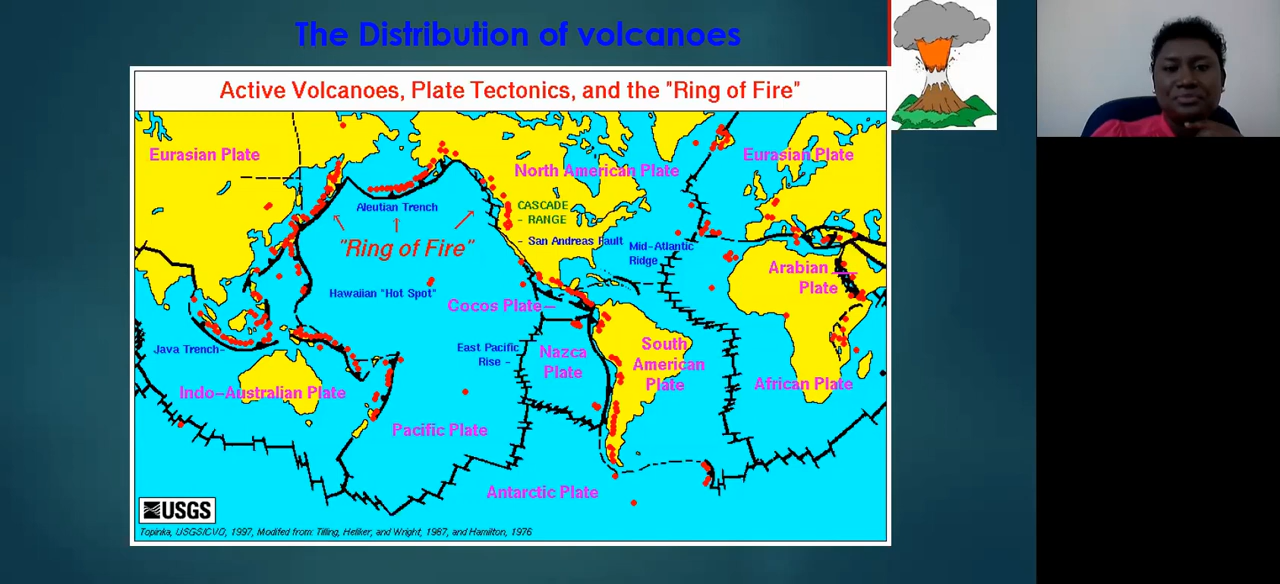 The Distribution of volcanoes
Active Volcanoes, Plate Tectonics, and the "Ring of Fire"
Eurasian Plate
North American Plate
Eurasian Plate
Aleutian Trench
CASCADE
- RANGE
"Ring of Fire"
- San Andreas Fault
Mid-Atlantic
Ridge
Arabian
Plate
Hawaiian "Hot Spot"
Cocos Plate
Java Trench
East Pacific
Rise -
Nazca
Plate
South
American
Plate
Indo-Australian Plate
African Plate
Pacific Plate
Antarctic Plate
USGS
Topinka, USGS/CVO, 1997, Modifed from: Tilling, Heliker, and Wright, 1987, and Hamilton, 1976